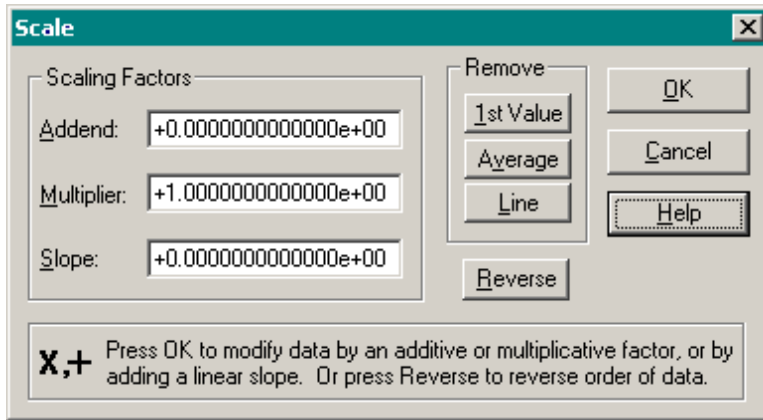 Scale
Scaling Factors
Addend: +0.0000000000000e+00
Multiplier: +1.0000000000000e+00
Slope: +0.0000000000000e+00
Remove
1st Value
Average
Line
Reverse
OK
Cancel
Help
X,+ Press OK to modify data by an additive or multiplicative factor, or by
adding a linear slope. Or press Reverse to reverse order of data.